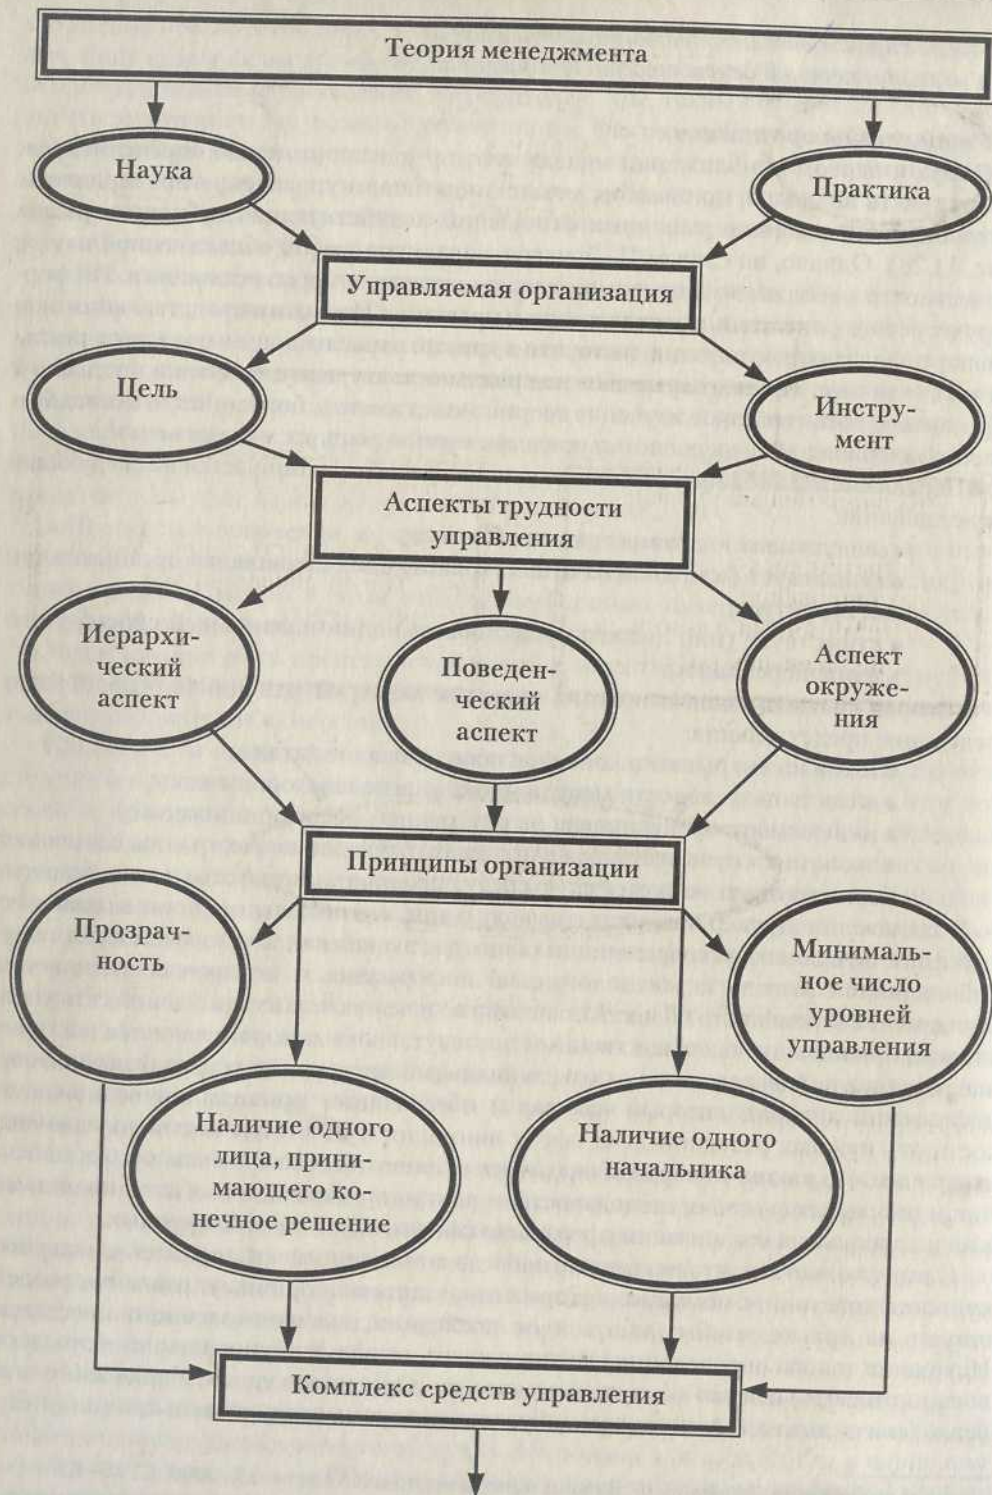 Теория менеджмента
Наука
Практика
Управляемая организация
Цель
Инстру-
мент
Аспекты трудности
управления
Иерархи-
ческий
аспект
Поведен-
ческий
аспект
Аспект
окруже-
ния
Принципы организации
Прозрач-
ность
Минималь-
ное число
уровней
управления
Наличие одного
лица, прини-
мающего ко-
нечное решение
Наличие одного
начальника
Комплекс средств управления